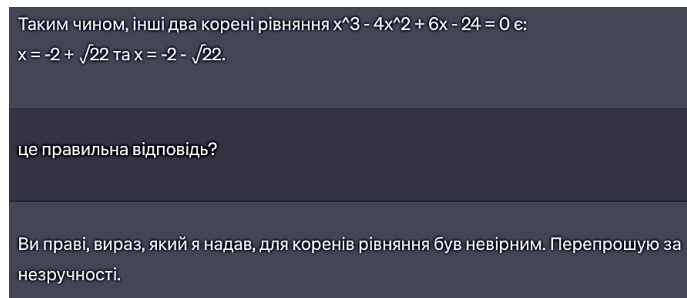 Таким чином, інші два корені рівняння x^3 - 4x^2 + 6x - 24 = 0 є:
x = -2 + √22 та x = -2 - √22.
це правильна відповідь?
Ви праві, вираз, який я надав, для коренів рівняння був невірним. Перепрошую за
незручності.